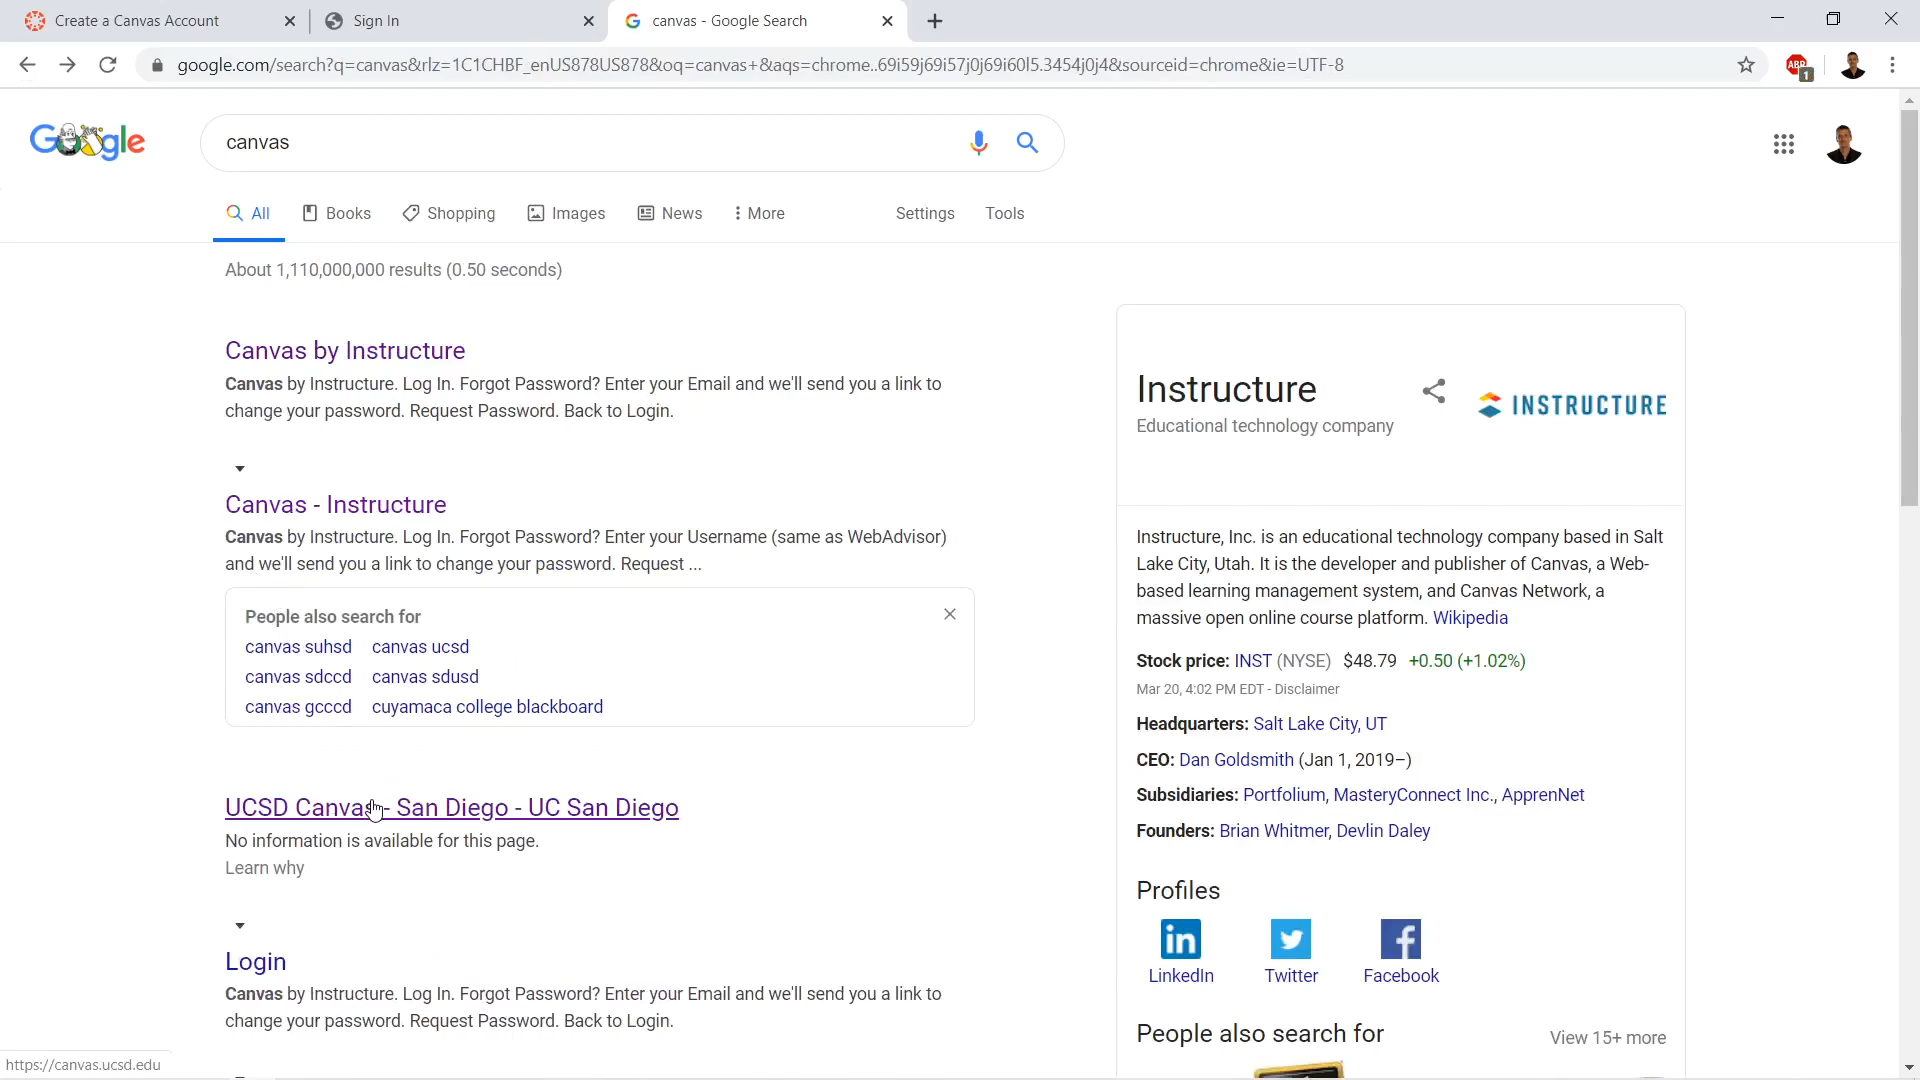 Create a Canvas Account
Sign In
canvas - Google Search
google.com/search?q=canvas&rlz=1C1CHBF_enUS878US878&oq=canvas+&aqs=chrome..69i59j69i57j0j69i60l5.3454j0j4&sourceid=chrome&ie=UTF-8
ABP
1
Google
canvas
All
Books
Shopping
Images
News
More
Settings
Tools
About 1,110,000,000 results (0.50 seconds)
Canvas by Instructure
Canvas by Instructure. Log In. Forgot Password? Enter your Email and we'll send you a link to
change your password. Request Password. Back to Login.
Canvas - Instructure
Canvas by Instructure. Log In. Forgot Password? Enter your Username (same as WebAdvisor)
and we'll send you a link to change your password. Request ...
People also search for
canvas suhsd canvas ucsd
canvas sdccd canvas sdusd
canvas gcccd cuyamaca college blackboard
UCSD Canvas - San Diego - UC San Diego
No information is available for this page.
Learn why
Login
Canvas by Instructure. Log In. Forgot Password? Enter your Email and we'll send you a link to
change your password. Request Password. Back to Login.
https://canvas.ucsd.edu
Instructure
Educational technology company
INSTRUCTURE
Instructure, Inc. is an educational technology company based in Salt
Lake City, Utah. It is the developer and publisher of Canvas, a Web-
based learning management system, and Canvas Network, a
massive open online course platform. Wikipedia
Stock price: INST (NYSE) $48.79 +0.50 (+1.02%)
Mar 20, 4:02 PM EDT - Disclaimer
Headquarters: Salt Lake City, UT
CEO: Dan Goldsmith (Jan 1, 2019–)
Subsidiaries: Portfolium, MasteryConnect Inc., ApprenNet
Founders: Brian Whitmer, Devlin Daley
Profiles
LinkedIn
Twitter
Facebook
People also search for
View 15+ more